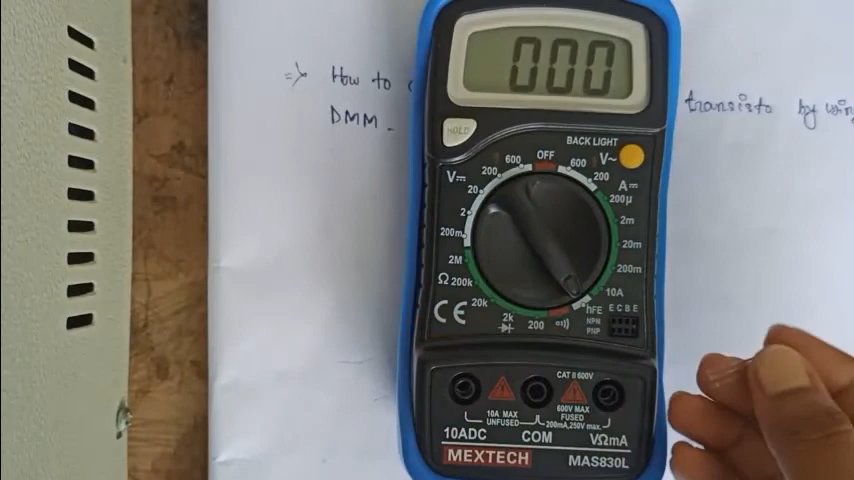 => How to
transisto by
DMM -
000
HOLD
BACK LIGHT
OFF
600 600
V⎓ 200 200 V~
20 A⎓
2 200µ
200m 2m
2M 20m
Ω 200k 200m
20k 10A
2k 200 hFE E C B E
NPN
PNP
CE
CAT II 600V
10A MAX
UNFUSED
600V MAX
FUSED
200mA,250V max.
10ADC COM VΩmA
MEXTECH MAS830L